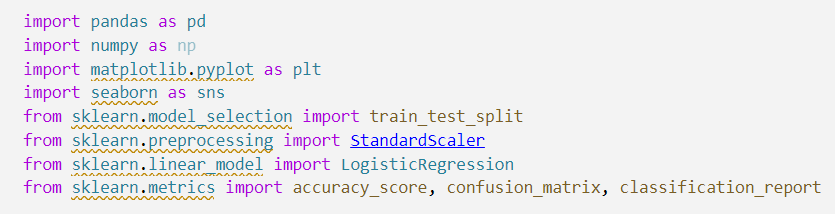 import pandas as pd
import numpy as np
import matplotlib.pyplot as plt
import seaborn as sns
from sklearn.model_selection import train_test_split
from sklearn.preprocessing import StandardScaler
from sklearn.linear_model import LogisticRegression
from sklearn.metrics import accuracy_score, confusion_matrix, classification_report